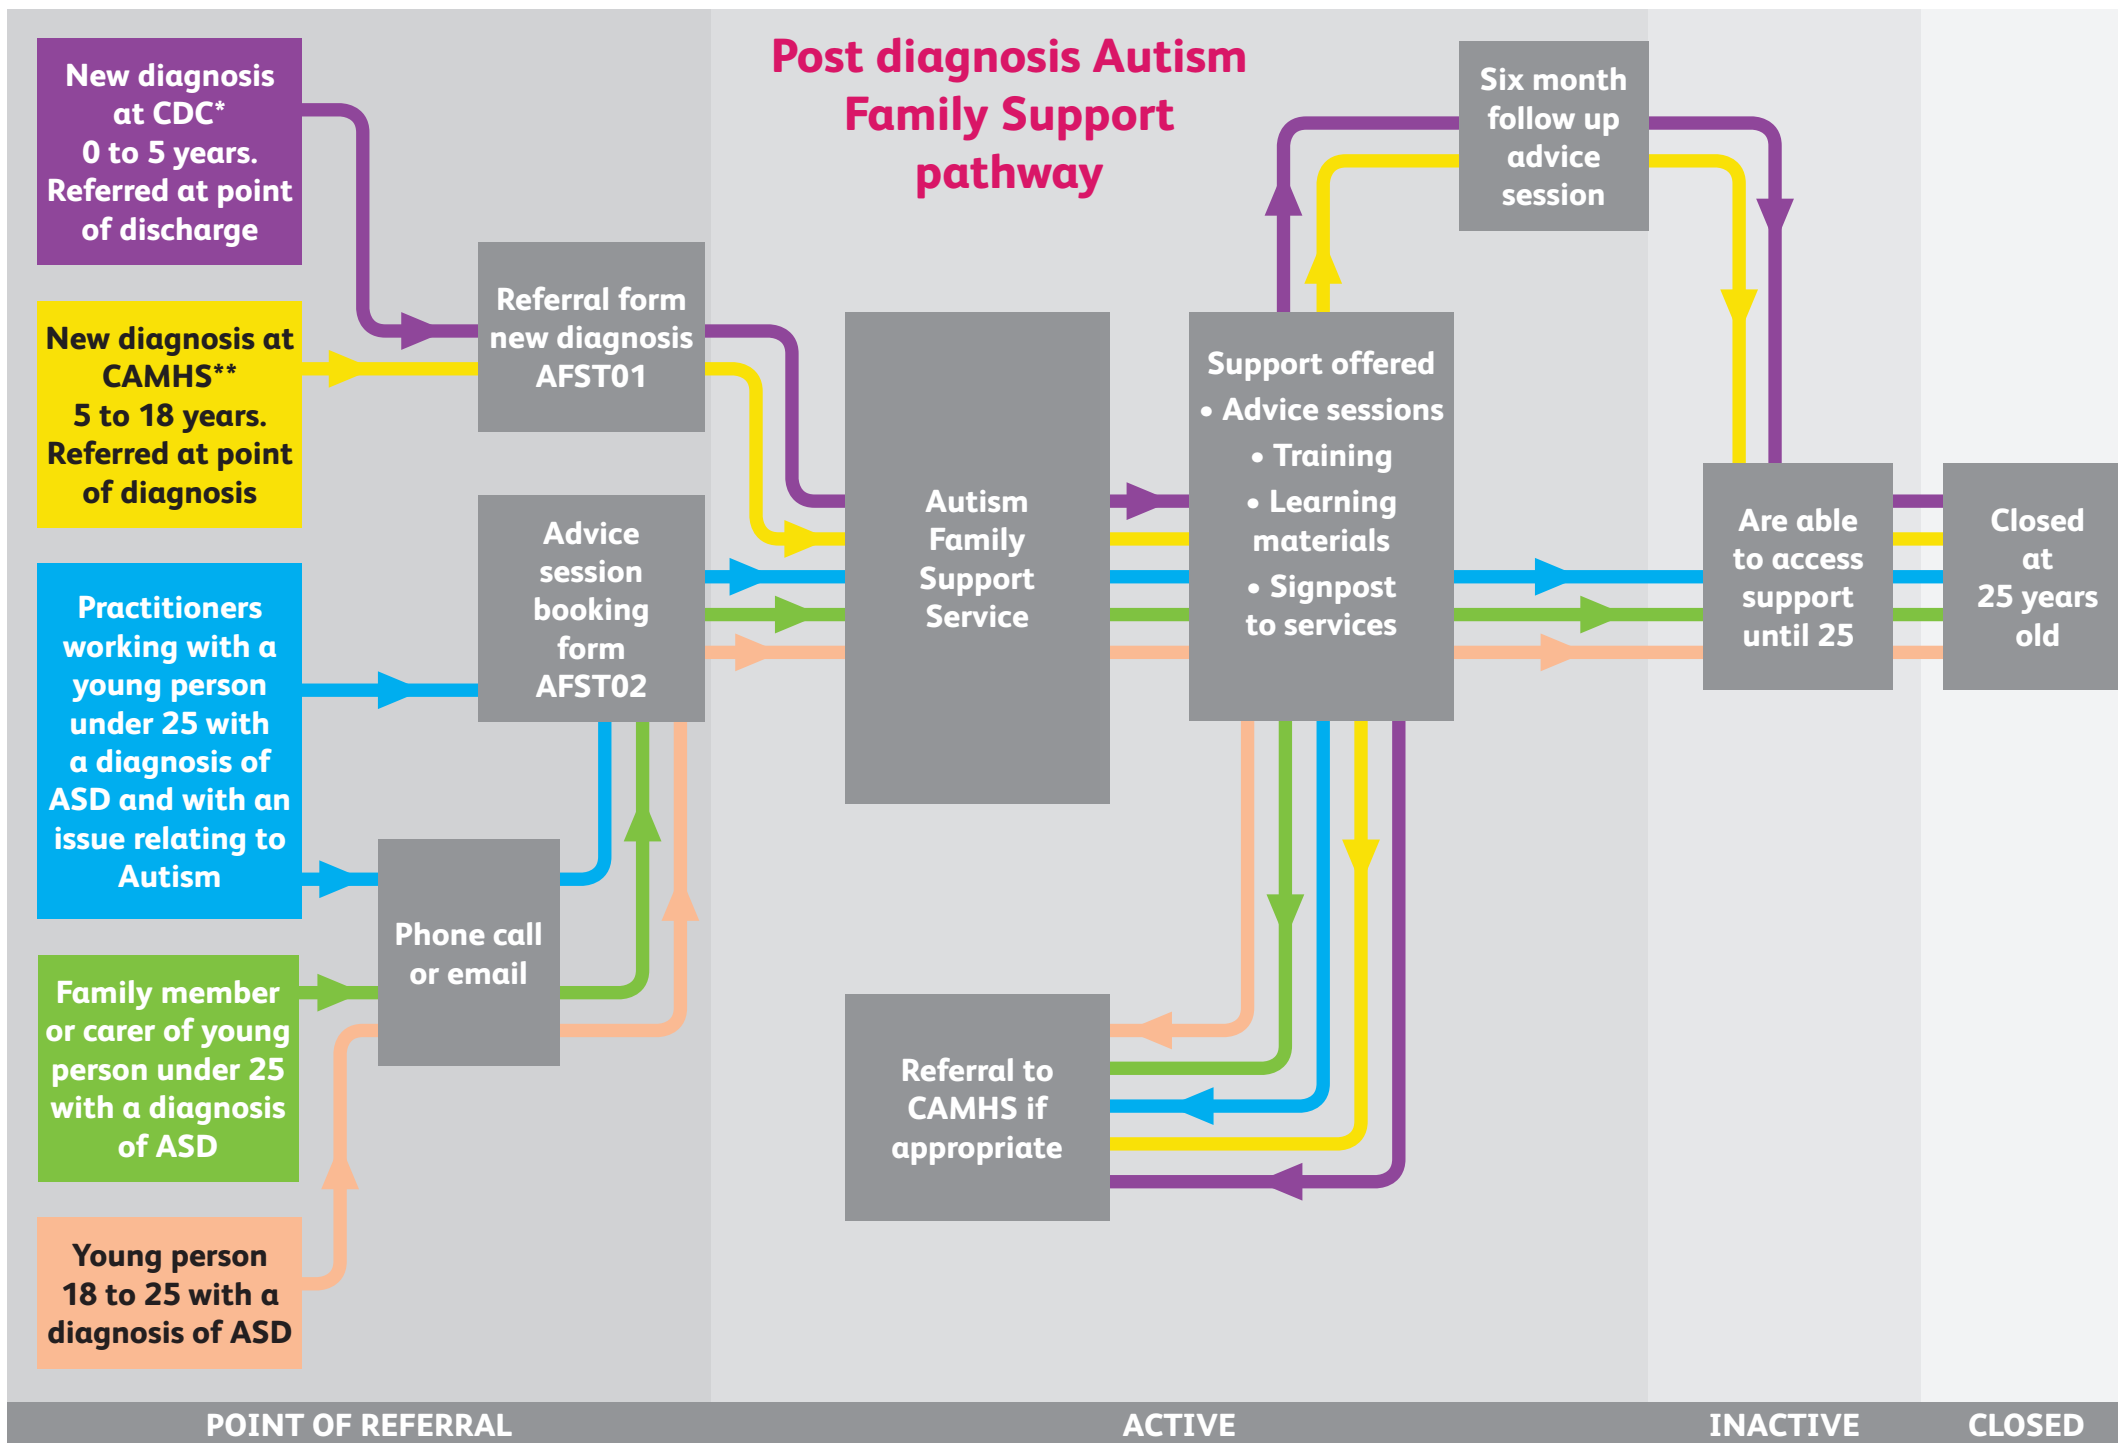 Post diagnosis Autism
Family Support
pathway
New diagnosis
at CDC*
0 to 5 years.
Referred at point
of discharge
New diagnosis at
CAMHS**
5 to 18 years.
Referred at point
of diagnosis
Practitioners
working with a
young person
under 25 with
a diagnosis of
ASD and with an
issue relating to
Autism
Family member
or carer of young
person under 25
with a diagnosis
of ASD
Young person
18 to 25 with a
diagnosis of ASD
Referral form
new diagnosis
AFST01
Advice
session
booking
form
AFST02
Phone call
or email
Autism
Family
Support
Service
Support offered
• Advice sessions
• Training
• Learning
materials
• Signpost
to services
Six month
follow up
advice
session
Referral to
CAMHS if
appropriate
Are able
to access
support
until 25
Closed
at
25 years
old
POINT OF REFERRAL
ACTIVE
INACTIVE
CLOSED